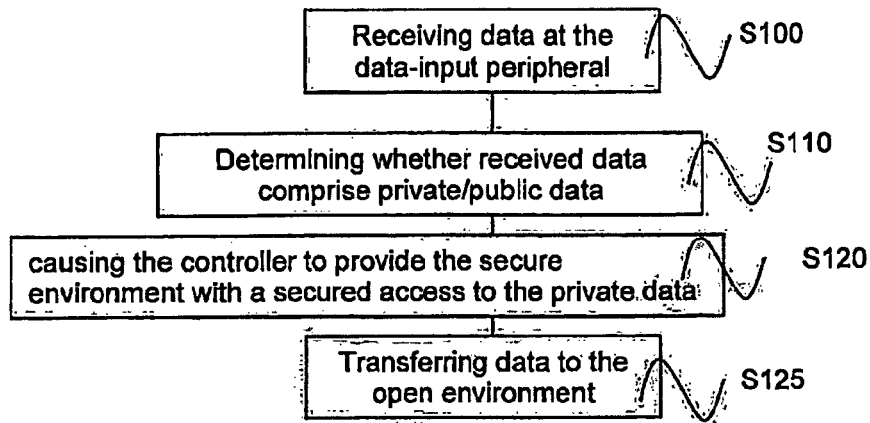 Receiving data at the
data-input peripheral
S100
Determining whether received data
comprise private/public data
S110
causing the controller to provide the secure
environment with a secured access to the private data
S120
Transferring data to the
open environment
S125